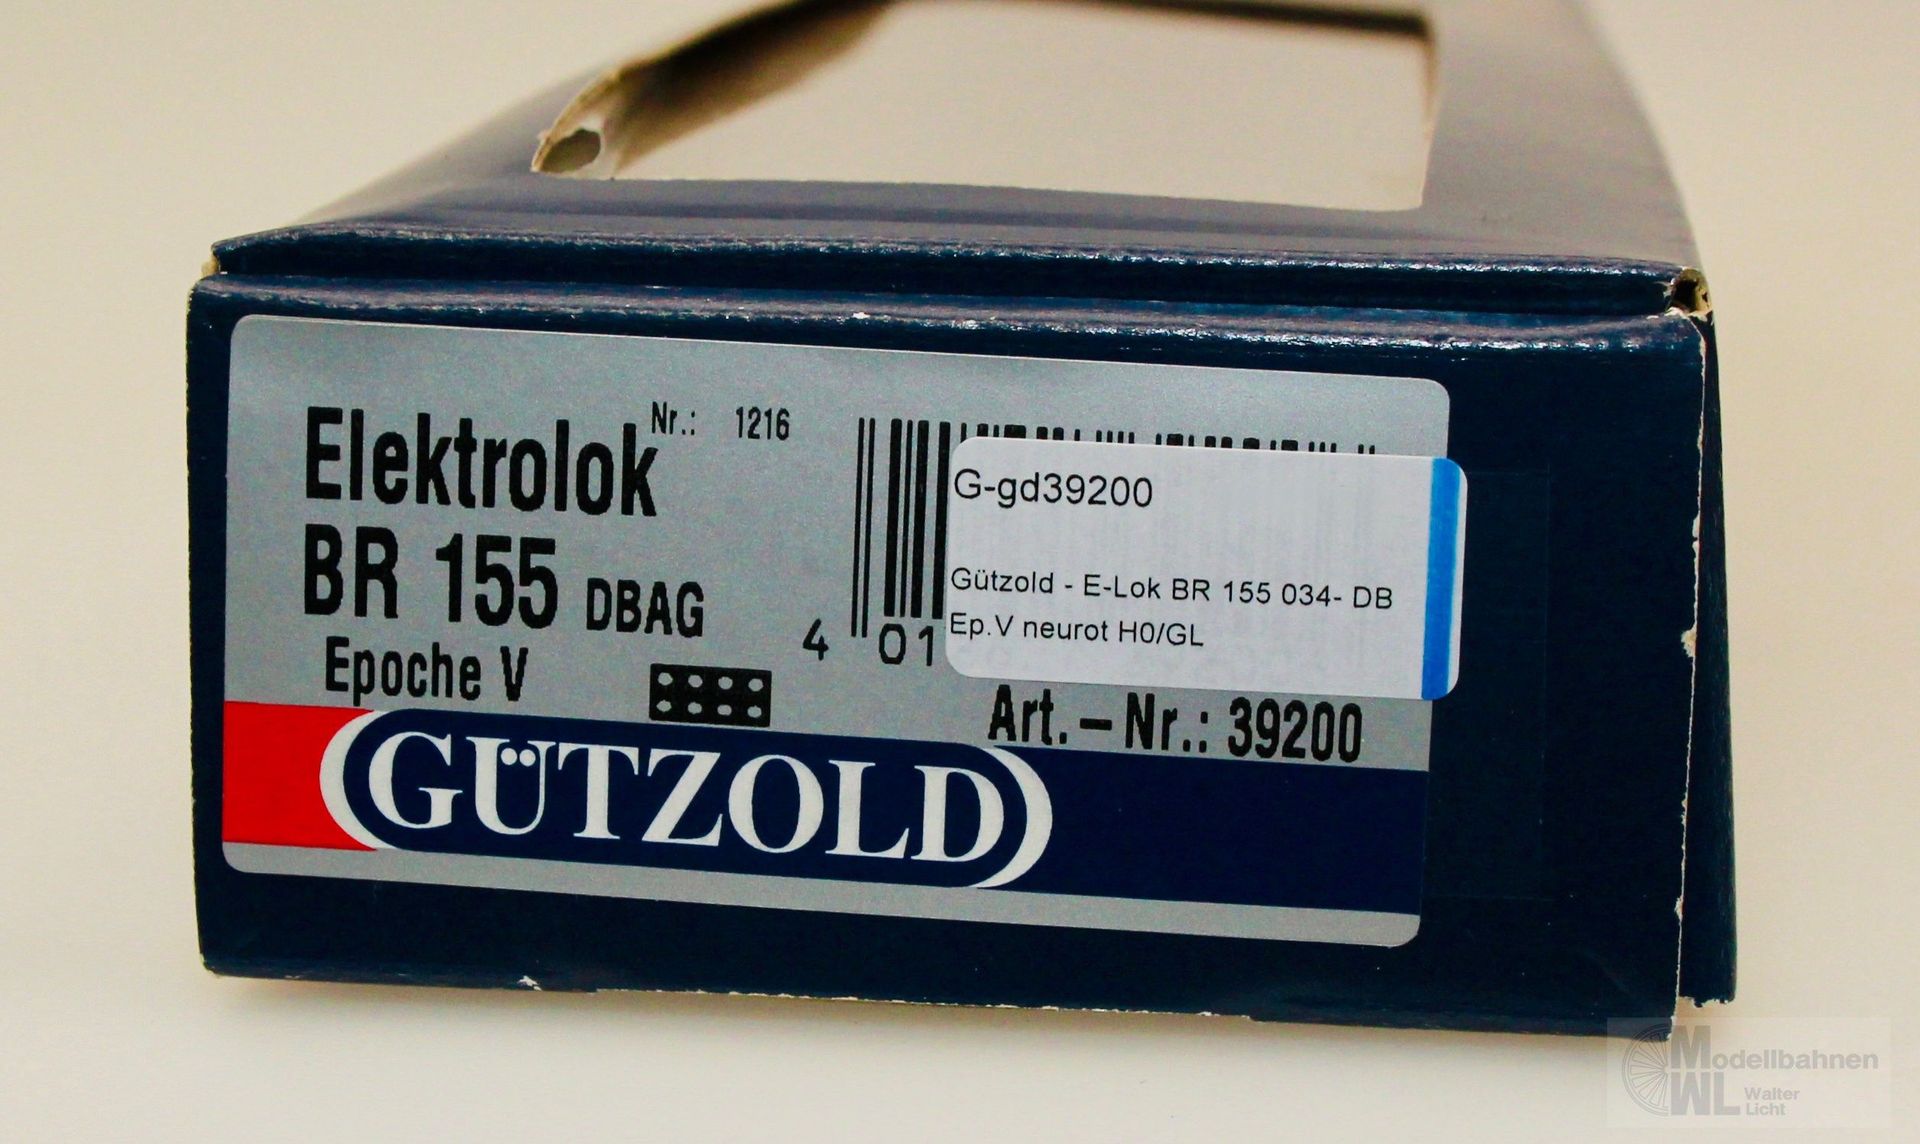 Elektrolok
Nr.: 1216
BR 155 DBAG
Epoche V
4 01
G-gd39200
Gützold - E-Lok BR 155 034- DB
Ep.V neurot H0/GL
Art.-Nr.: 39200
GÜTZOLD
Modellbahnen
WL Walter
Licht